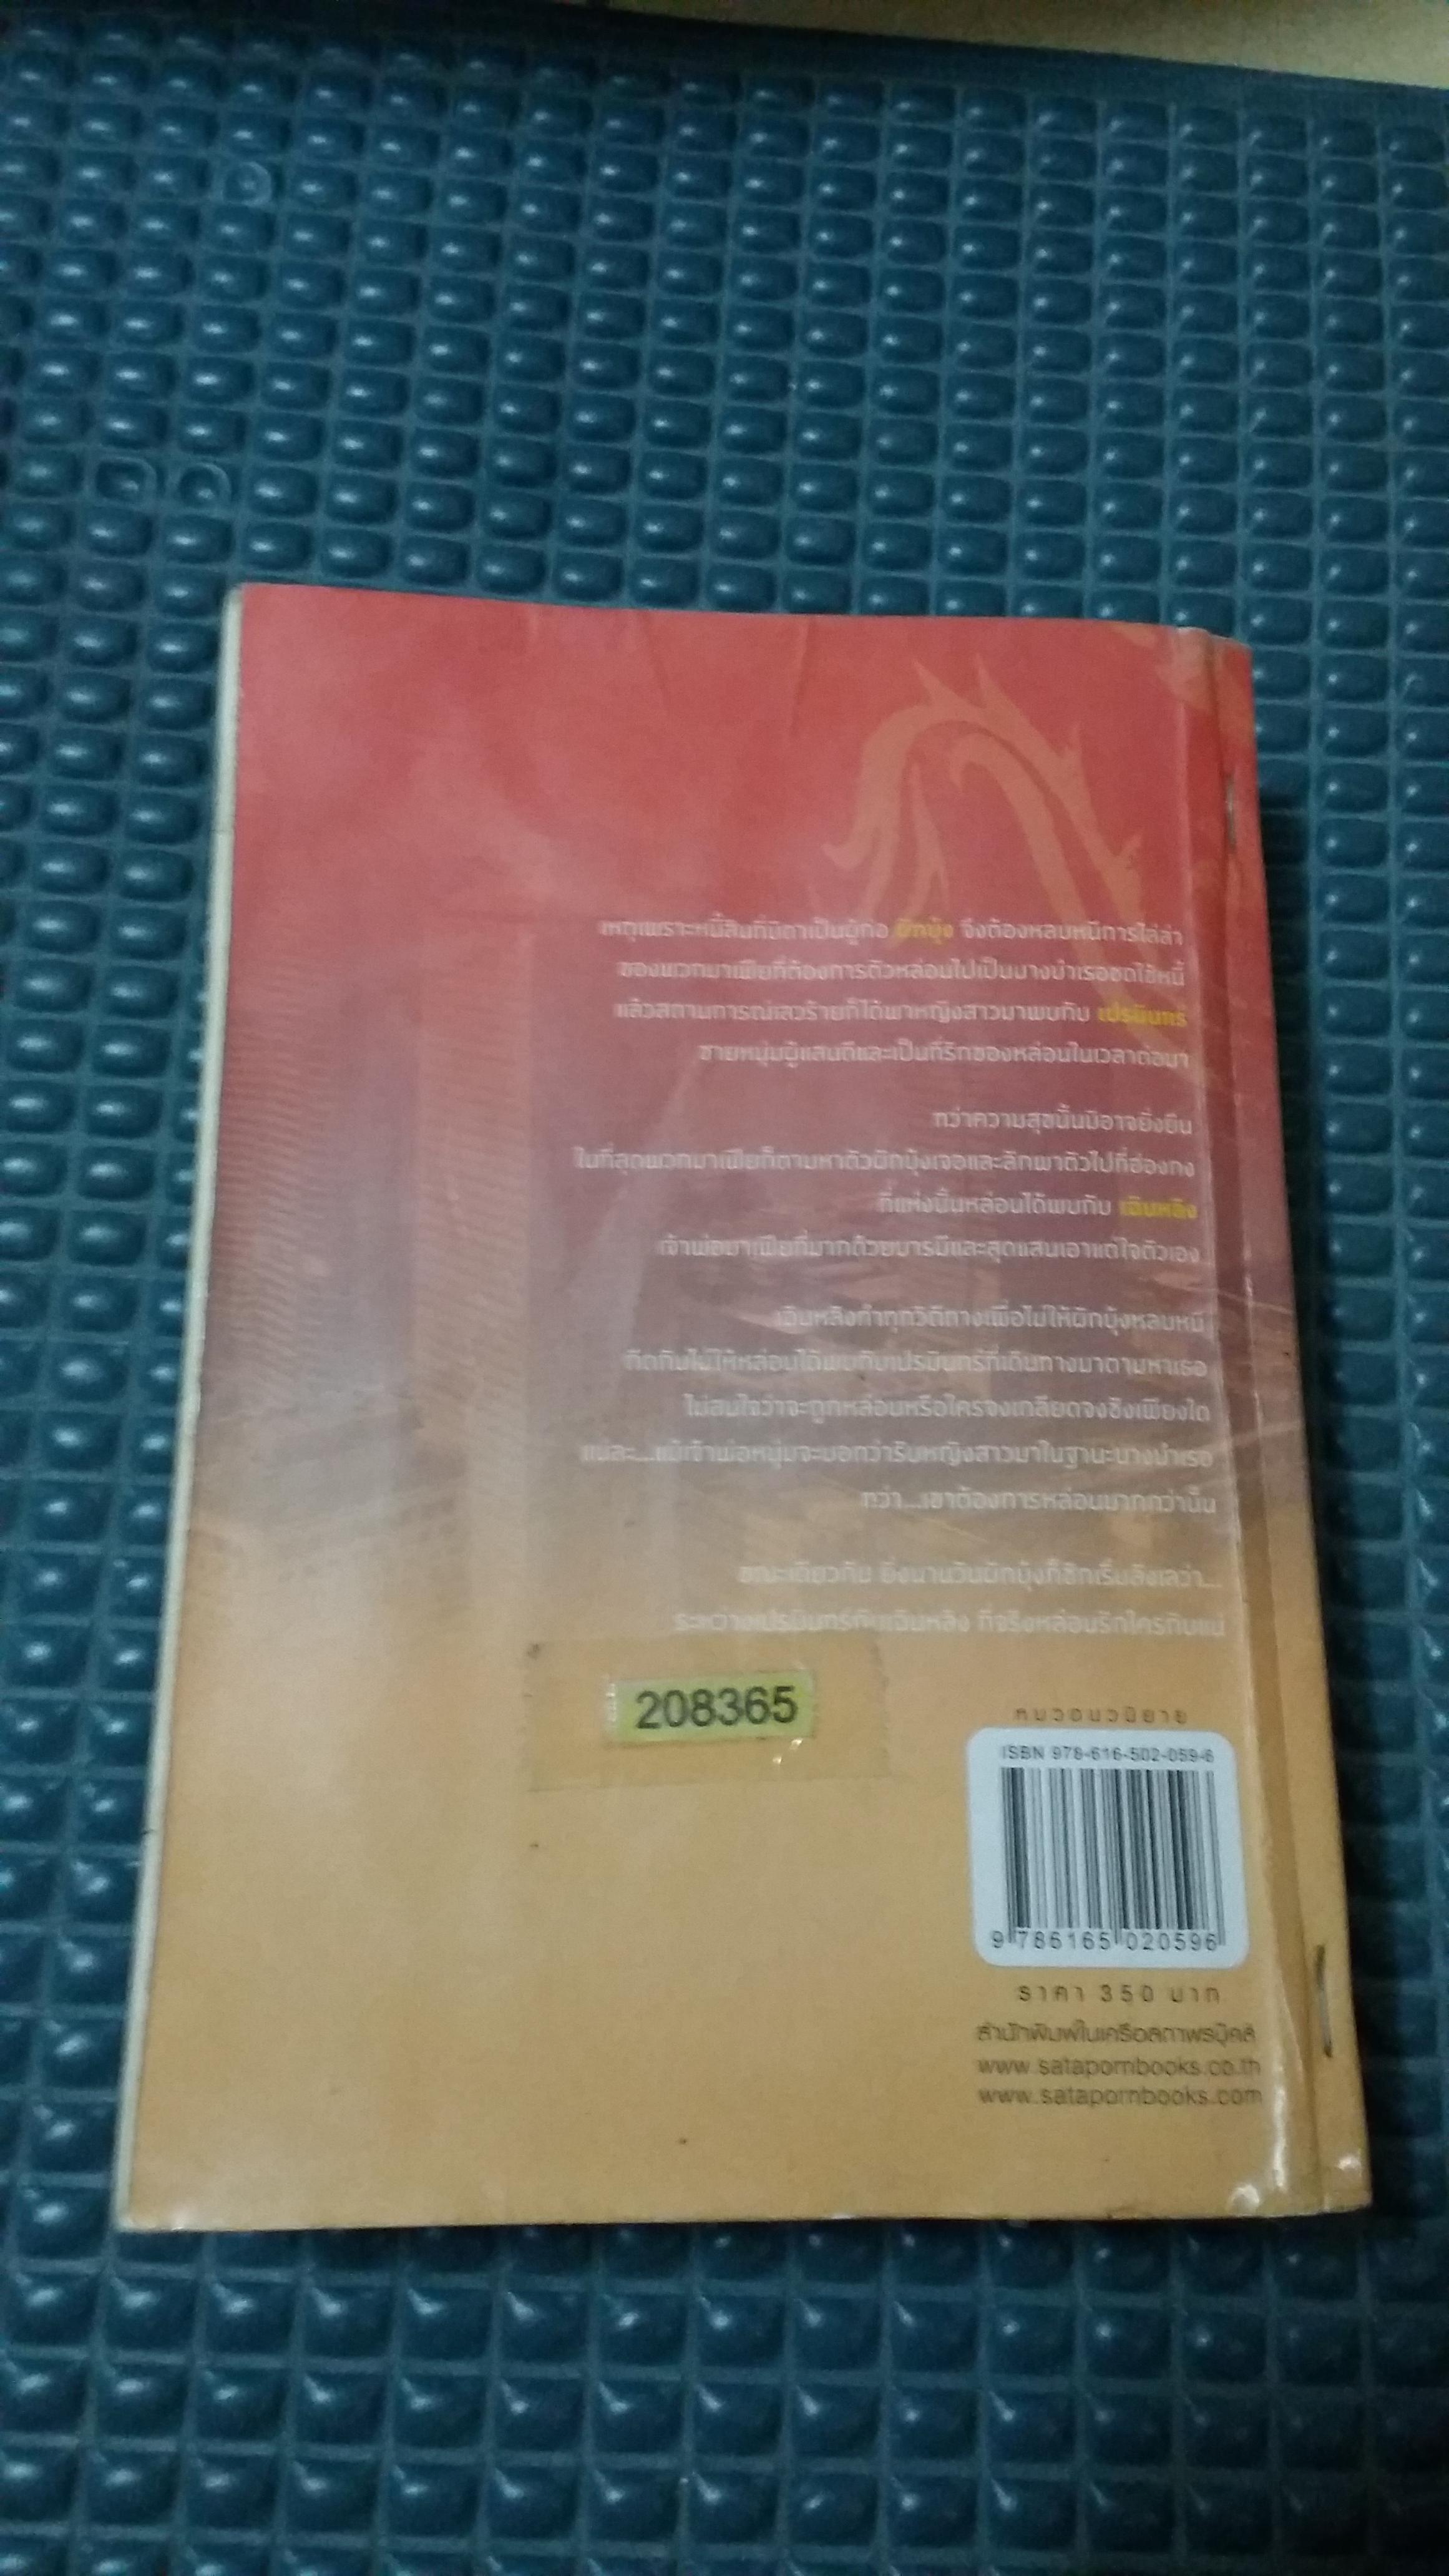 เหตุเพราะหนี้สินที่บิดาเป็นผู้ก่อ ผักบุ้ง จึงต้องหลบหนีการไล่ล่า
ของพวกมาเฟียที่ต้องการตัวหล่อนไปเป็นนางบำเรอชดใช้หนี้
แล้วสถานการณ์เลวร้ายก็ได้พาหญิงสาวมาพบกับ เปรมินทร์
ชายหนุ่มผู้แสนดีและเป็นที่รักของหล่อนในเวลาต่อมา
ทว่าความสุขนั้นมิอาจยั่งยืน
ในที่สุดพวกมาเฟียก็ตามหาตัวผักบุ้งเจอและลักพาตัวไปที่ฮ่องกง
ที่แห่งนั้นหล่อนได้พบกับ เฉินหลิง
เจ้าพ่อมาเฟียที่มากด้วยบารมีและสุดแสนเอาแต่ใจตัวเอง
เฉินหลิงทำทุกวิถีทางเพื่อไม่ให้ผักบุ้งหลบหนี
กีดกันไม่ให้หล่อนได้พบกับเปรมินทร์ที่เดินทางมาตามหาเธอ
ไม่สนใจว่าจะถูกหล่อนหรือใครจงเกลียดจงชังเพียงใด
และ...แม้เจ้าพ่อหนุ่มจะบอกว่ารับหญิงสาวมาในฐานะนางบำเรอ
ทว่า...เขาต้องการหล่อนมากกว่านั้น
ขณะเดียวกัน ยิ่งนานวันผักบุ้งก็ชักเริ่มลังเลว่า...
ระหว่างเปรมินทร์กับเฉินหลิง ที่จริงหล่อนรักใครกันแน่
208365
หมวดนวนิยาย
ISBN 978-616-502-059-6
9 786165 020596
ราคา 350 บาท
สำนักพิมพ์ในเครือสถาพรบุ๊คส์
www.satapornbooks.co.th
www.satapornbooks.com